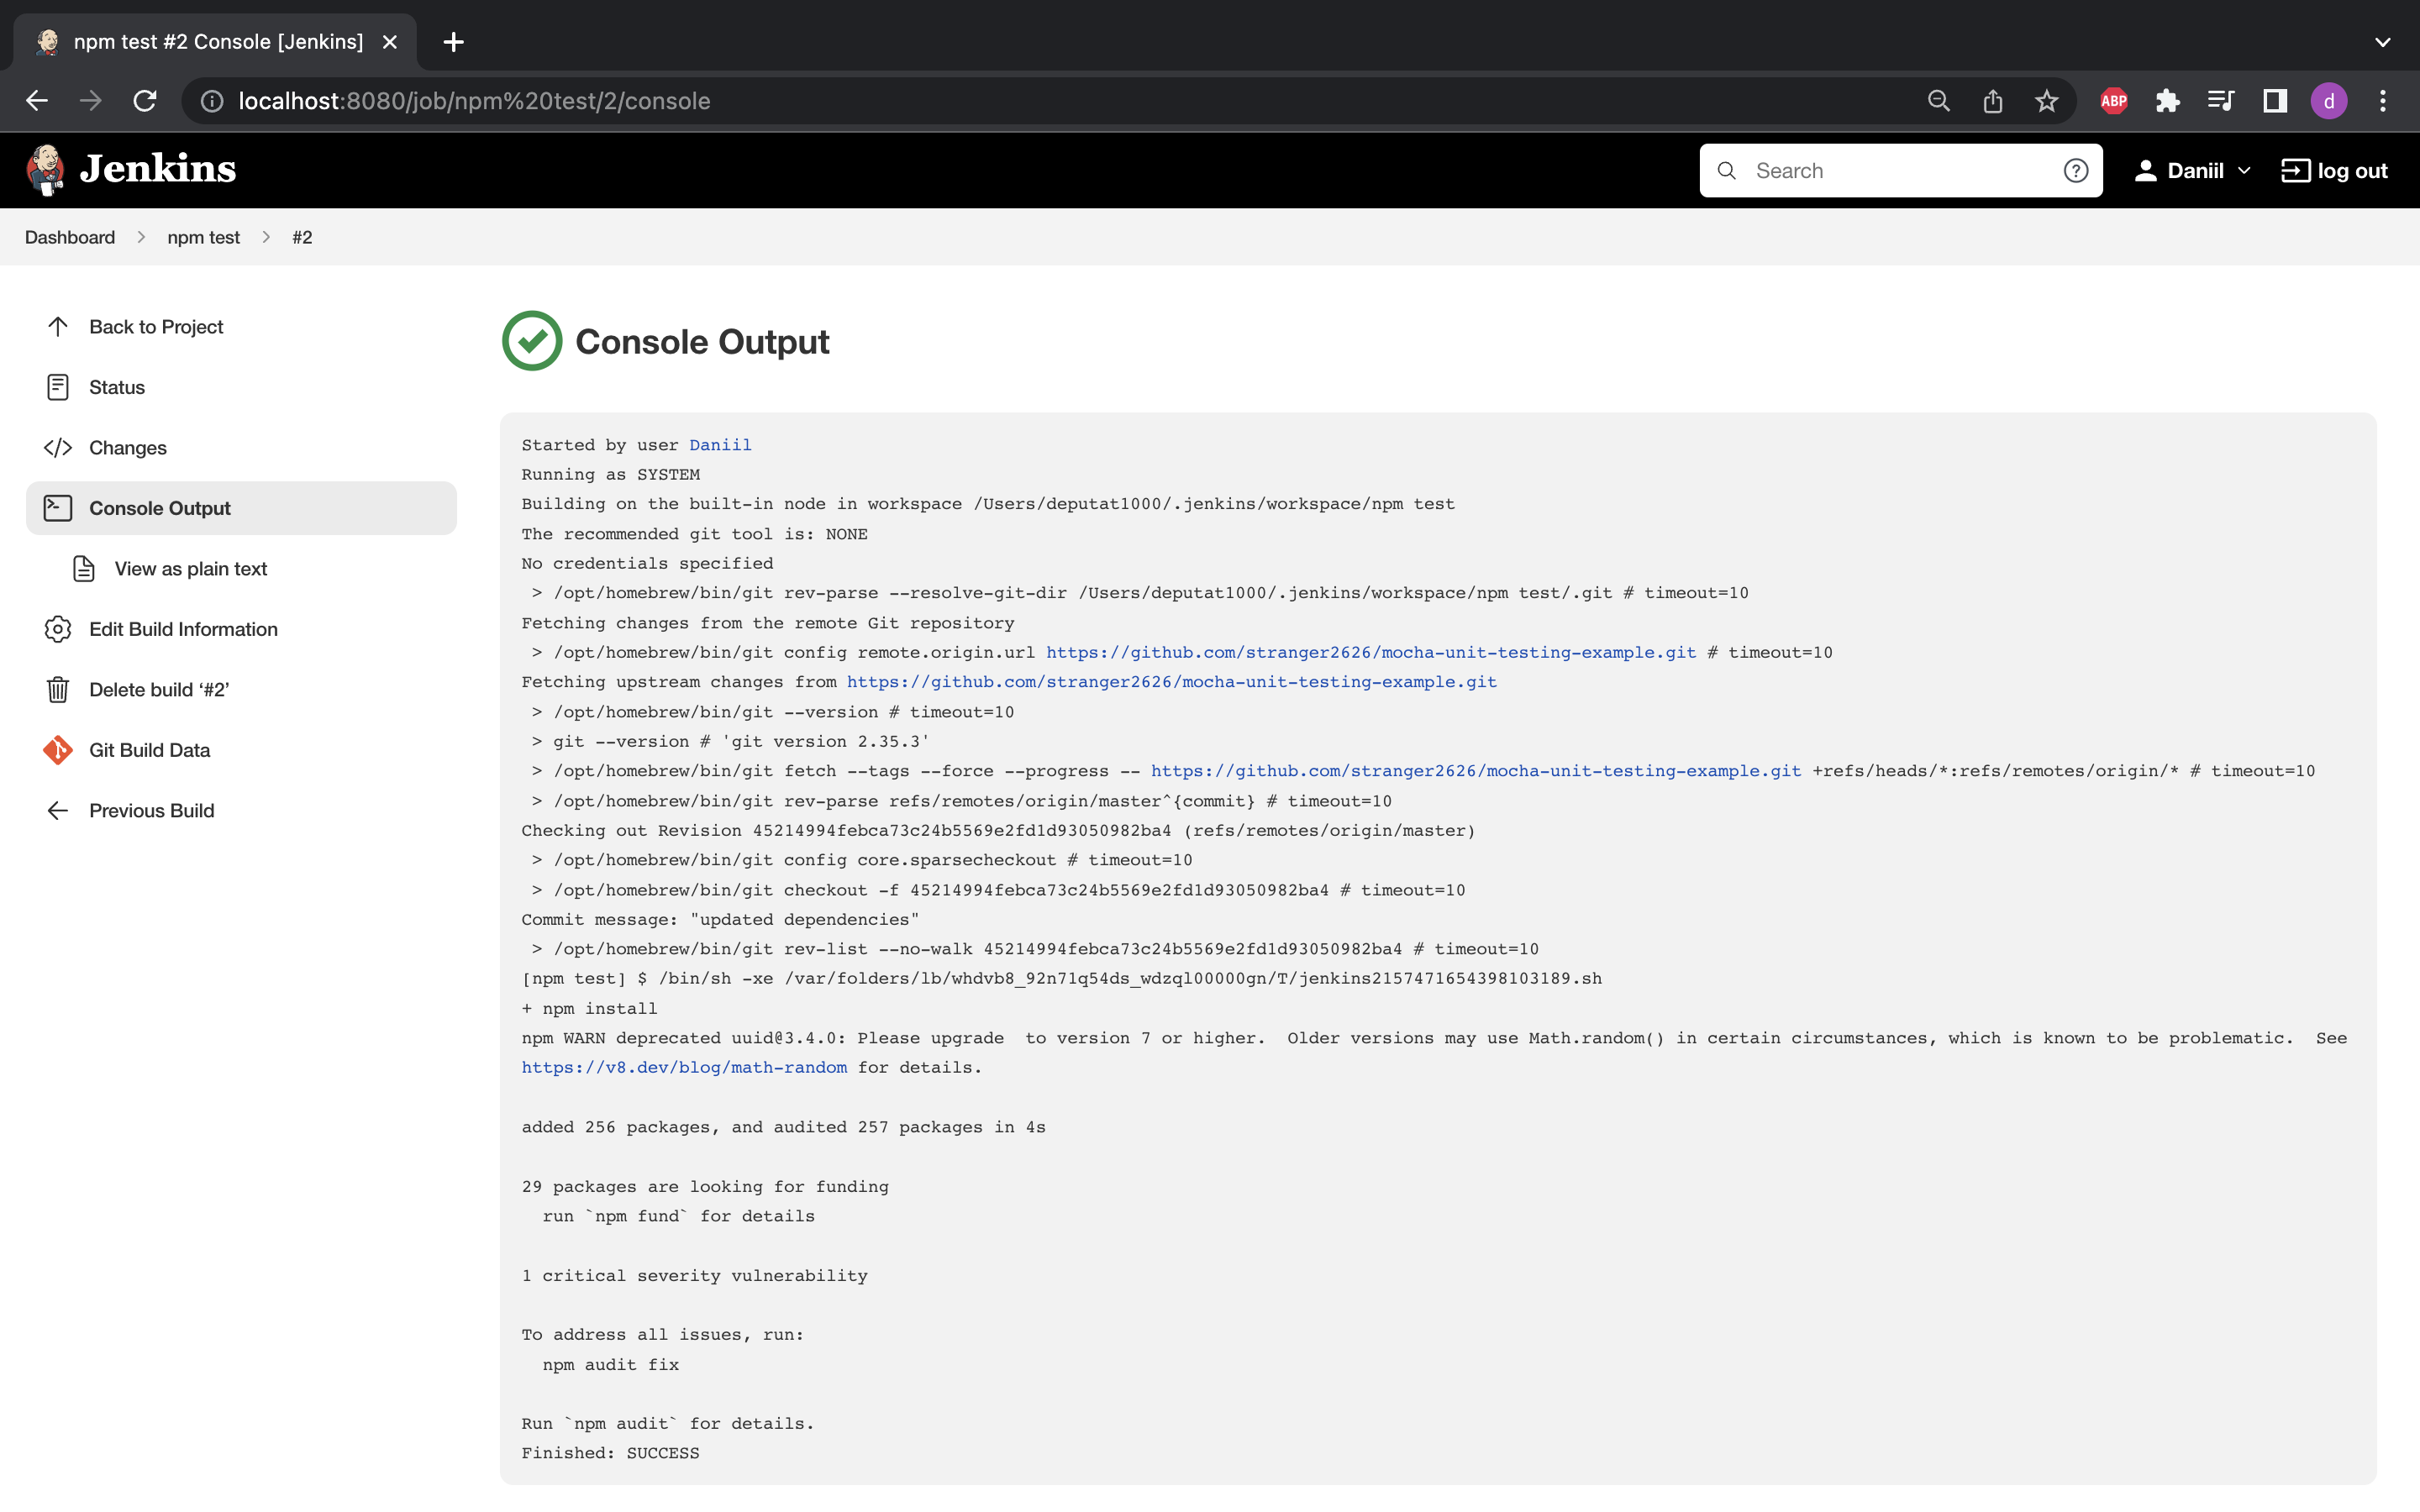 npm test #2 Console [Jenkins]
localhost:8080/job/npm%20test/2/console
ABP
d
Jenkins
Search
Daniil
log out
Dashboard
npm test
#2
Back to Project
Status
Changes
Console Output
View as plain text
Edit Build Information
Delete build ‘#2’
Git Build Data
Previous Build
Console Output
Started by user Daniil
Running as SYSTEM
Building on the built-in node in workspace /Users/deputat1000/.jenkins/workspace/npm test
The recommended git tool is: NONE
No credentials specified
 > /opt/homebrew/bin/git rev-parse --resolve-git-dir /Users/deputat1000/.jenkins/workspace/npm test/.git # timeout=10
Fetching changes from the remote Git repository
 > /opt/homebrew/bin/git config remote.origin.url https://github.com/stranger2626/mocha-unit-testing-example.git # timeout=10
Fetching upstream changes from https://github.com/stranger2626/mocha-unit-testing-example.git
 > /opt/homebrew/bin/git --version # timeout=10
 > git --version # 'git version 2.35.3'
 > /opt/homebrew/bin/git fetch --tags --force --progress -- https://github.com/stranger2626/mocha-unit-testing-example.git +refs/heads/*:refs/remotes/origin/* # timeout=10
 > /opt/homebrew/bin/git rev-parse refs/remotes/origin/master^{commit} # timeout=10
Checking out Revision 45214994febca73c24b5569e2fd1d93050982ba4 (refs/remotes/origin/master)
 > /opt/homebrew/bin/git config core.sparsecheckout # timeout=10
 > /opt/homebrew/bin/git checkout -f 45214994febca73c24b5569e2fd1d93050982ba4 # timeout=10
Commit message: "updated dependencies"
 > /opt/homebrew/bin/git rev-list --no-walk 45214994febca73c24b5569e2fd1d93050982ba4 # timeout=10
[npm test] $ /bin/sh -xe /var/folders/lb/whdvb8_92n71q54ds_wdzql00000gn/T/jenkins2157471654398103189.sh
+ npm install
npm WARN deprecated uuid@3.4.0: Please upgrade  to version 7 or higher.  Older versions may use Math.random() in certain circumstances, which is known to be problematic.  See
https://v8.dev/blog/math-random for details.
added 256 packages, and audited 257 packages in 4s
29 packages are looking for funding
  run `npm fund` for details
1 critical severity vulnerability
To address all issues, run:
  npm audit fix
Run `npm audit` for details.
Finished: SUCCESS